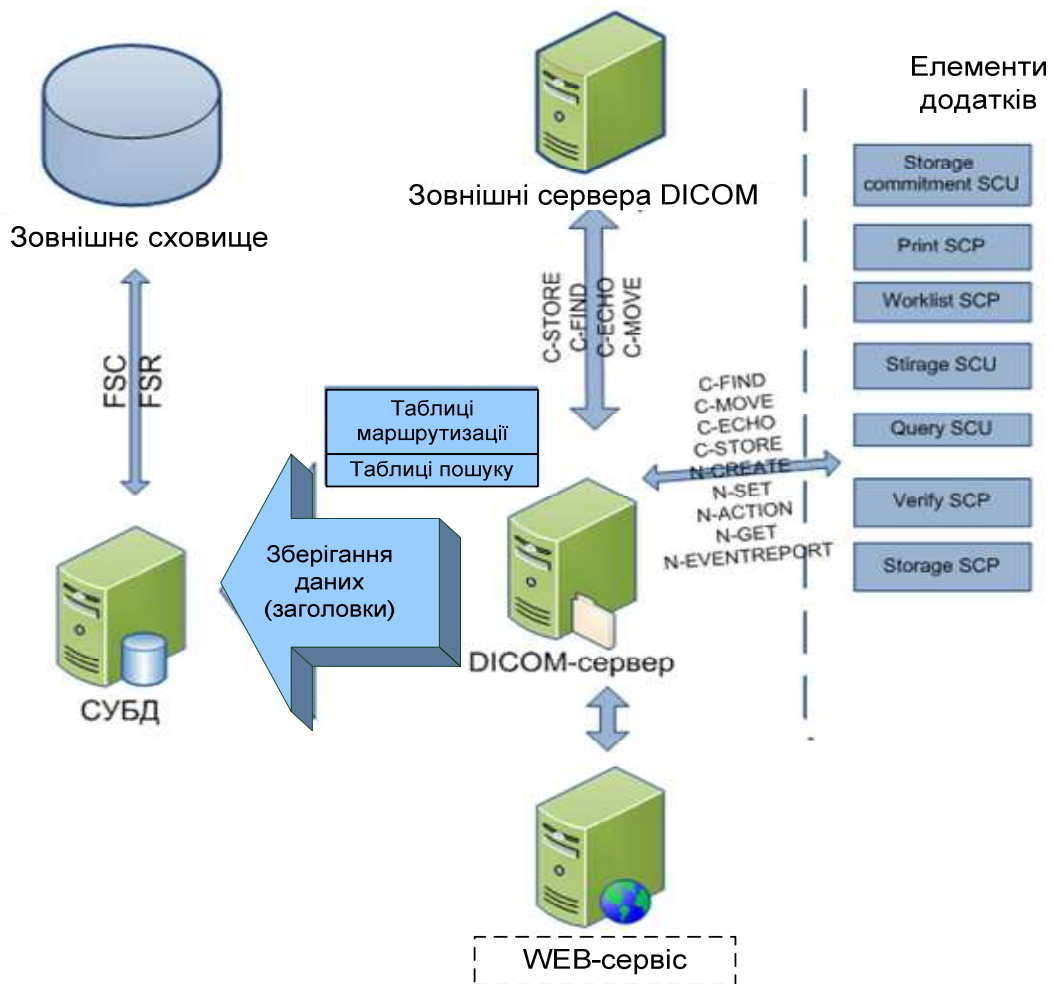 Елементи
додатків
Storage
commitment SCU
Зовнішні сервера DICOM
Зовнішнє сховище
Print SCP
Worklist SCP
C-STORE
C-FIND
C-ECHO
C-MOVE
FSC
FSR
Stirage SCU
C-FIND
C-MOVE
C-ECHO
C-STORE
N-CREATE
N-SET
N-ACTION
N-GET
N-EVENTREPORT
Таблиці
маршрутизації
Таблиці пошуку
Query SCU
Verify SCP
Storage SCP
Зберігання
даних
(заголовки)
DICOM-сервер
СУБД
WEB-сервіс